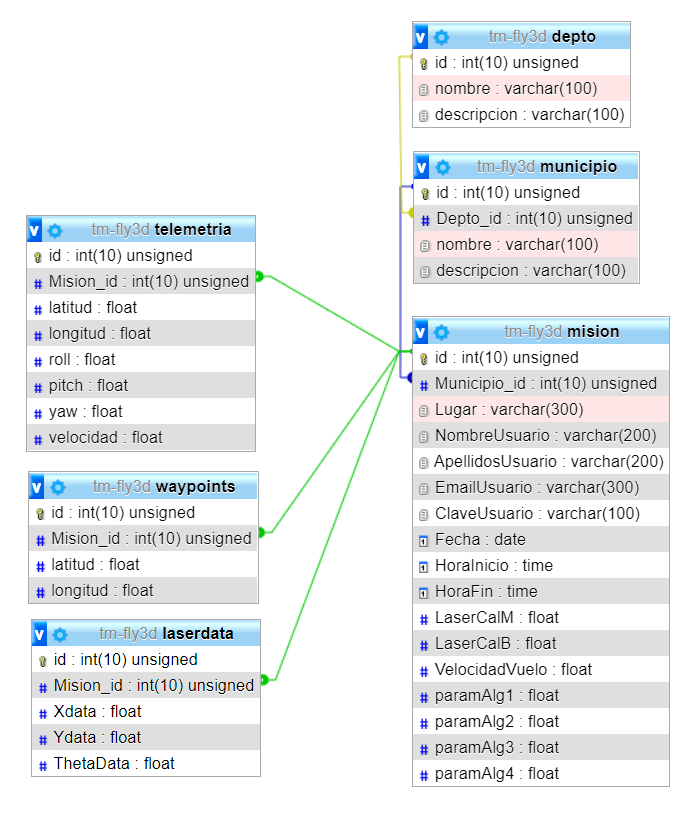 v tm-fly3d depto
id : int(10) unsigned
nombre : varchar(100)
descripcion : varchar(100)
v tm-fly3d municipio
id : int(10) unsigned
# Depto_id : int(10) unsigned
nombre : varchar(100)
descripcion : varchar(100)
v tm-fly3d telemetria
id : int(10) unsigned
# Mision_id : int(10) unsigned
# latitud : float
# longitud : float
# roll : float
# pitch : float
# yaw : float
# velocidad : float
v tm-fly3d mision
id : int(10) unsigned
# Municipio_id : int(10) unsigned
Lugar : varchar(300)
NombreUsuario : varchar(200)
ApellidosUsuario : varchar(200)
EmailUsuario : varchar(300)
ClaveUsuario : varchar(100)
1 Fecha : date
1 HoraInicio : time
1 HoraFin : time
# LaserCalM : float
# LaserCalB : float
# VelocidadVuelo : float
# paramAlg1 : float
# paramAlg2 : float
# paramAlg3 : float
# paramAlg4 : float
v tm-fly3d waypoints
id : int(10) unsigned
# Mision_id : int(10) unsigned
# latitud : float
# longitud : float
v tm-fly3d laserdata
id : int(10) unsigned
# Mision_id : int(10) unsigned
# Xdata : float
# Ydata : float
# ThetaData : float